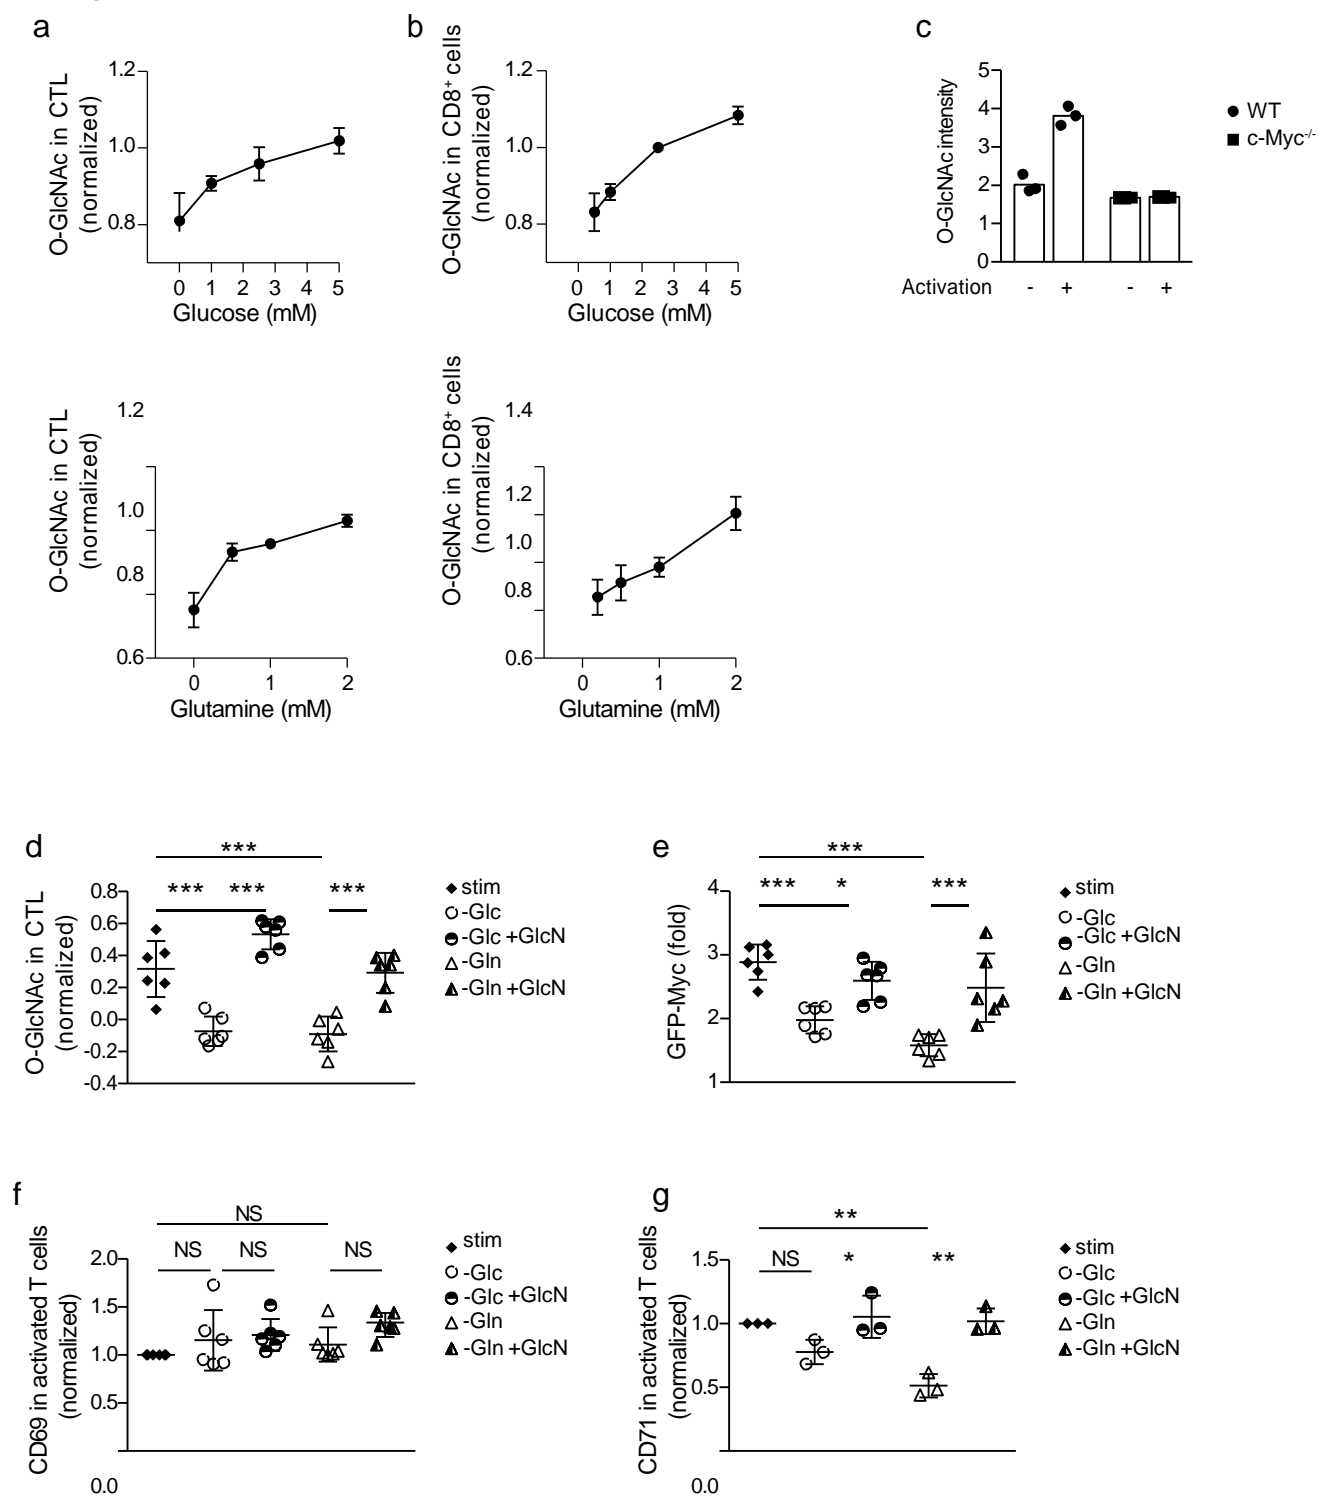 a
O-GlcNAc in CTL
(normalized)
1.2
1.0
0.8
0 1 2 3 4 5
Glucose (mM)
b
O-GlcNAc in CD8+ cells
(normalized)
1.2
1.0
0.8
0 1 2 3 4 5
Glucose (mM)
c
O-GlcNAc intensity
5
4
3
2
1
0
Activation - + - +
WT
c-Myc-/-
O-GlcNAc in CTL
(normalized)
1.2
1.0
0.8
0.6
0 1 2
Glutamine (mM)
O-GlcNAc in CD8+ cells
(normalized)
1.4
1.2
1.0
0.8
0.6
0 1 2
Glutamine (mM)
d
O-GlcNAc in CTL
(normalized)
***
*** *** ***
0.8
0.6
0.4
0.2
0.0
-0.2
-0.4
stim
-Glc
-Glc +GlcN
-Gln
-Gln +GlcN
e
GFP-Myc (fold)
***
*** * ***
4
3
2
1
stim
-Glc
-Glc +GlcN
-Gln
-Gln +GlcN
f
CD69 in activated T cells
(normalized)
NS
NS NS NS
2.0
1.5
1.0
0.5
0.0
stim
-Glc
-Glc +GlcN
-Gln
-Gln +GlcN
g
CD71 in activated T cells
(normalized)
**
NS * **
1.5
1.0
0.5
0.0
stim
-Glc
-Glc +GlcN
-Gln
-Gln +GlcN